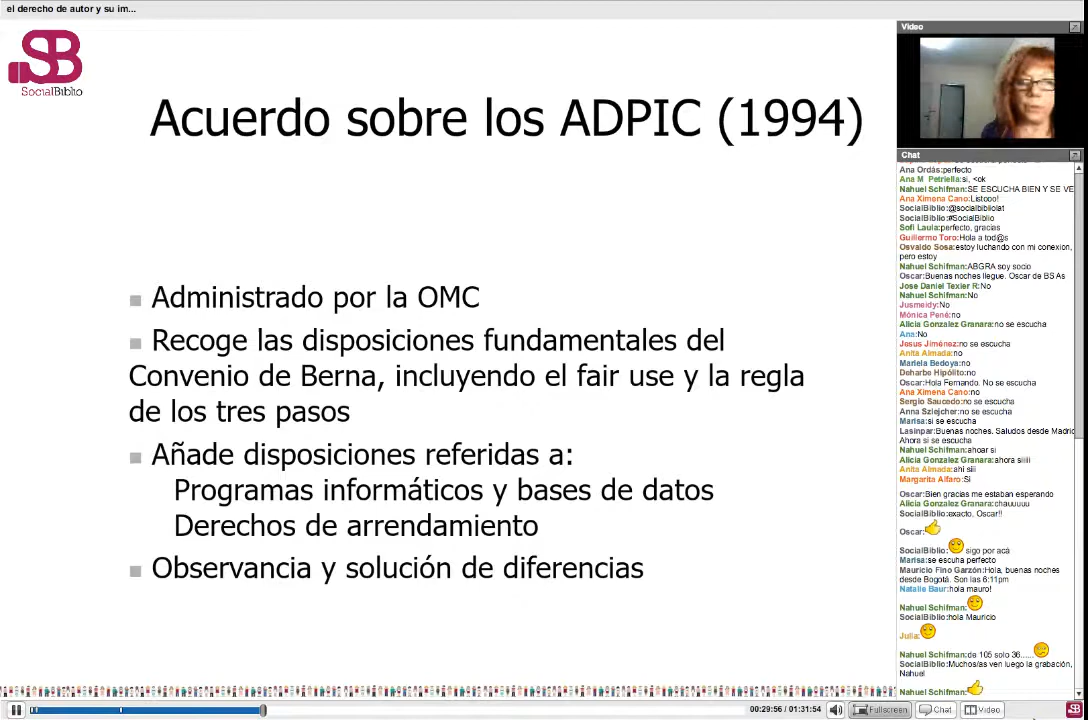 el derecho de autor y su im...
SB
SocialBiblio
Acuerdo sobre los ADPIC (1994)
Administrado por la OMC
Recoge las disposiciones fundamentales del
Convenio de Berna, incluyendo el fair use y la regla
de los tres pasos
Añade disposiciones referidas a:
Programas informáticos y bases de datos
Derechos de arrendamiento
Observancia y solución de diferencias
Video
Chat
Ana Ordás:perfecto
Ana M Petriella:si, <ok
Nahuel Schifman:SE ESCUCHA BIEN Y SE VE
Ana Ximena Cano:Listooo!
SocialBiblio:@socialbibliolat
SocialBiblio:#SocialBiblio
Sofi Laula:perfecto, gracias
Guillermo Toro:Hola a tod@s
Osvaldo Sosa:estoy luchando con mi conexion,
pero estoy
Nahuel Schifman:ABGRA soy socio
Oscar:Buenas noches llegue. Oscar de BS As
Jose Daniel Texier R:No
Nahuel Schifman:No
Jusmeidy:No
Mónica Pené:no
Alicia Gonzalez Granara:no se escucha
Ana:No
Jesus Jiménez:no se escucha
Anita Almada:no
Mariela Bedoya:no
Deharbe Hipólito:no
Oscar:Hola Fernando. No se escucha
Ana Ximena Cano:no
Sergio Saucedo:no se escucha
Anna Sziejcher:no se escucha
Marisa:si se escucha
Lasinpar:Buenas noches. Saludos desde Madrid
Ahora si se escucha
Nahuel Schifman:ahoar si
Alicia Gonzalez Granara:ahora siiii
Anita Almada:ahi siii
Margarita Alfaro:Si
Oscar:Bien gracias me estaban esperando
Alicia Gonzalez Granara:chauuuuu
SocialBiblio:exacto, Oscar!!
Oscar:
SocialBiblio: sigo por acá
Marisa:se escuha perfecto
Mauricio Fino Garzón:Hola, buenas noches
desde Bogotá. Son las 6:11pm
Natalie Baur:hola mauro!
Nahuel Schifman:
SocialBiblio:hola Mauricio
Julia:
Nahuel Schifman:de 105 solo 36......
SocialBiblio:Muchos/as ven luego la grabación,
Nahuel
Nahuel Schifman:
00:29:56 / 01:31:54
Fullscreen
Chat
Video
SB